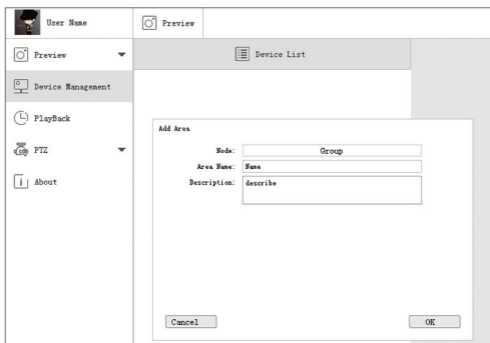 User Name
Preview
Preview
Device List
Device Management
PlayBack
PTZ
About
Add Area
Node: Group
Area Name: Name
Description: describe
Cancel
OK